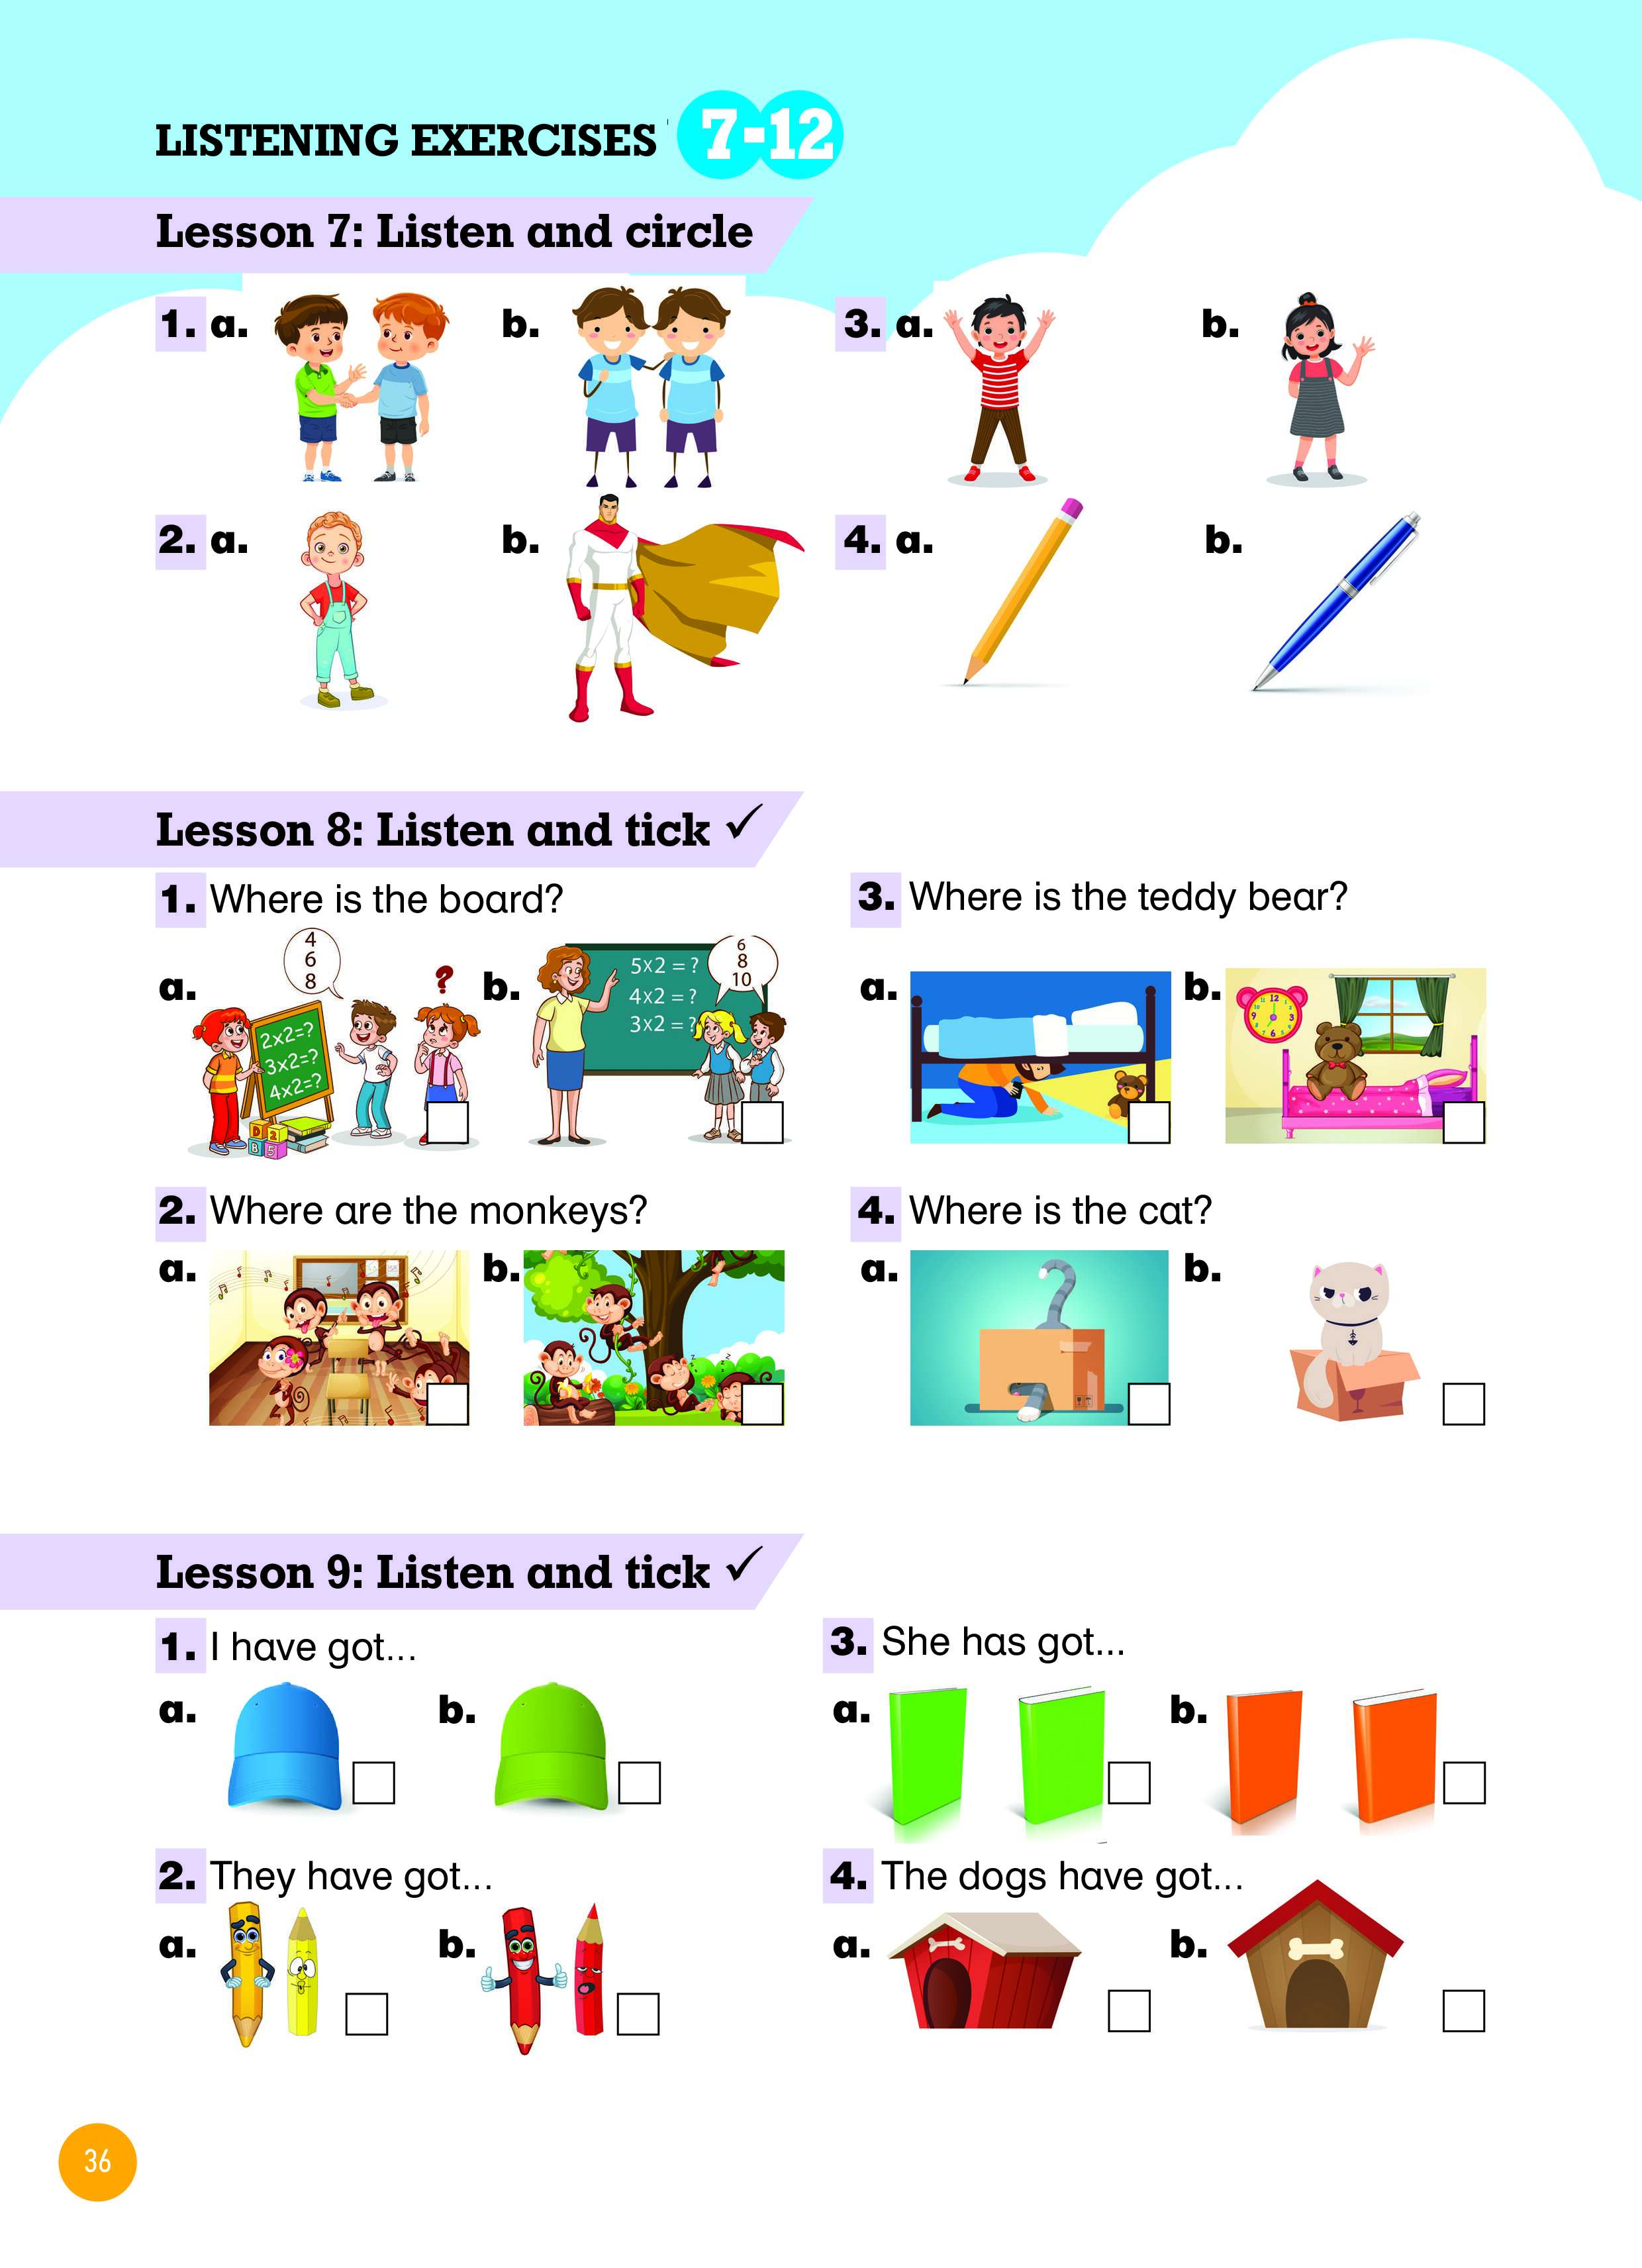 LISTENING EXERCISES 7-12
Lesson 7: Listen and circle
1. a. b.
2. a. b.
3. a. b.
4. a. b.
Lesson 8: Listen and tick ✓
1. Where is the board?
a.
4
6
8
?
2x2=?
3x2=?
4x2=?
D 2
B 5
b.
5x2 = ?
4x2 = ?
3x2 = ?
6
8
10
2. Where are the monkeys?
a. b.
z z z
z z z
3. Where is the teddy bear?
a. b.
12
3
6
9
4. Where is the cat?
a. b.
Lesson 9: Listen and tick ✓
1. I have got...
a. b.
2. They have got...
a. b.
3. She has got...
a. b.
4. The dogs have got...
a. b.
36